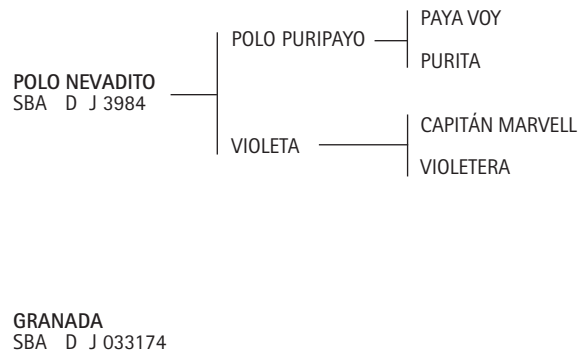 PAYA VOY
POLO PURIPAYO
PURITA
POLO NEVADITO
SBA D J 3984
CAPITÁN MARVELL
VIOLETA
VIOLETERA
GRANADA
SBA D J 033174